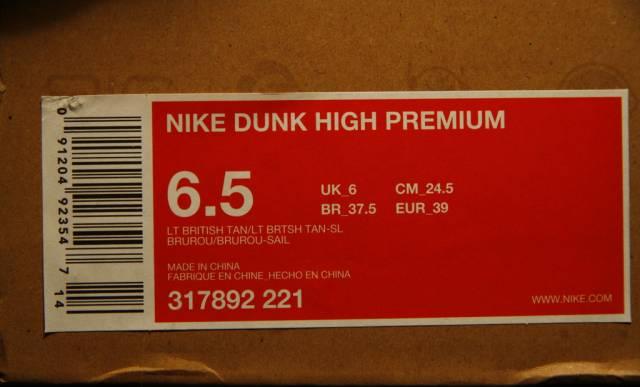 NIKE DUNK HIGH PREMIUM
6.5
UK_6 CM_24.5
BR_37.5 EUR_39
LT BRITISH TAN/LT BRTSH TAN-SL
BRUROU/BRUROU-SAIL
MADE IN CHINA
FABRIQUE EN CHINE_HECHO EN CHINA
317892 221
WWW.NIKE.COM
0 91204 92354 7 14